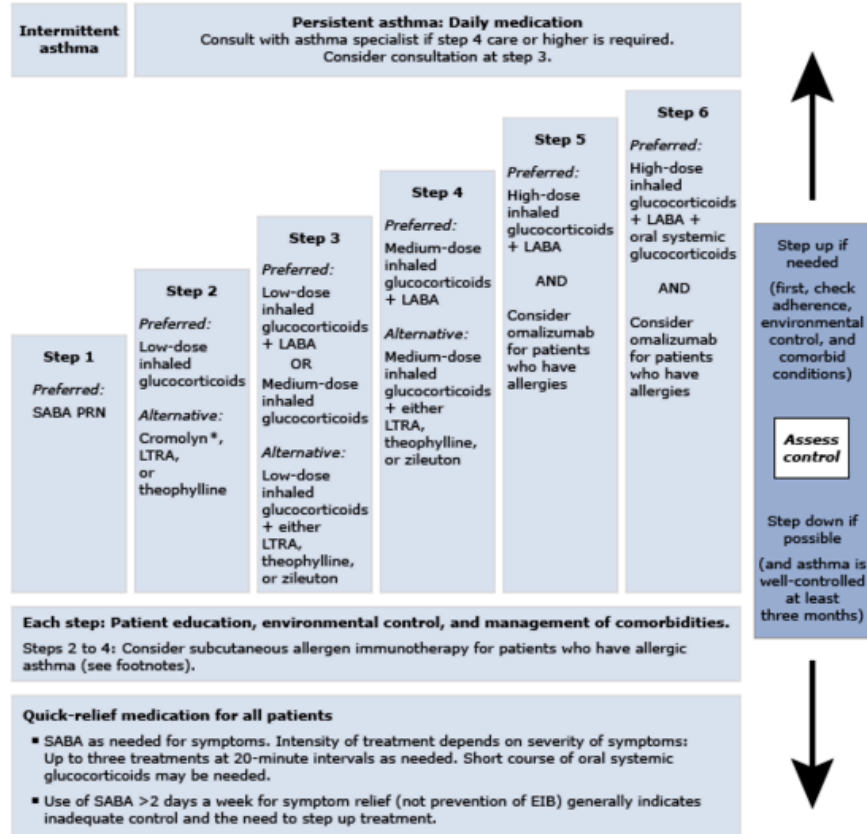 Intermittent
asthma
Persistent asthma: Daily medication
Consult with asthma specialist if step 4 care or higher is required.
Consider consultation at step 3.
Step 1
Preferred:
SABA PRN
Step 2
Preferred:
Low-dose
inhaled
glucocorticoids
Alternative:
Cromolyn*,
LTRA,
or
theophylline
Step 3
Preferred:
Low-dose
inhaled
glucocorticoids
+ LABA
OR
Medium-dose
inhaled
glucocorticoids
Alternative:
Low-dose
inhaled
glucocorticoids
+ either
LTRA,
theophylline,
or zileuton
Step 4
Preferred:
Medium-dose
inhaled
glucocorticoids
+ LABA
Alternative:
Medium-dose
inhaled
glucocorticoids
+ either
LTRA,
theophylline,
or zileuton
Step 5
Preferred:
High-dose
inhaled
glucocorticoids
+ LABA
AND
Consider
omalizumab
for patients
who have
allergies
Step 6
Preferred:
High-dose
inhaled
glucocorticoids
+ LABA +
oral systemic
glucocorticoids
AND
Consider
omalizumab
for patients
who have
allergies
Step up if
needed
(first, check
adherence,
environmental
control, and
comorbid
conditions)
Assess
control
Step down if
possible
(and asthma is
well-controlled
at least
three months)
Each step: Patient education, environmental control, and management of comorbidities.
Steps 2 to 4: Consider subcutaneous allergen immunotherapy for patients who have allergic
asthma (see footnotes).
Quick-relief medication for all patients
▪ SABA as needed for symptoms. Intensity of treatment depends on severity of symptoms:
Up to three treatments at 20-minute intervals as needed. Short course of oral systemic
glucocorticoids may be needed.
▪ Use of SABA >2 days a week for symptom relief (not prevention of EIB) generally indicates
inadequate control and the need to step up treatment.